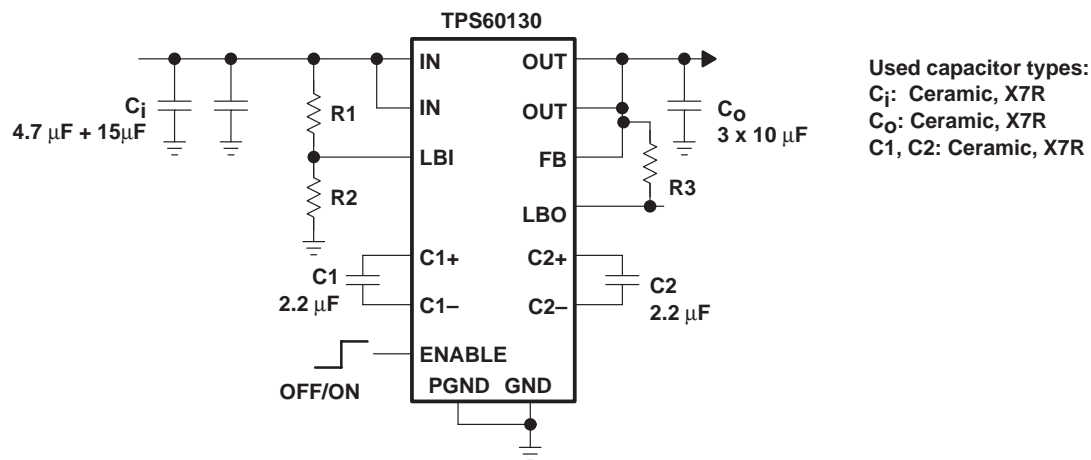 TPS60130
IN
OUT
IN
OUT
LBI
FB
LBO
C1+
C2+
C1–
C2–
ENABLE
PGND GND
Ci
4.7 μF + 15μF
R1
R2
Co
3 x 10 μF
R3
C1
2.2 μF
C2
2.2 μF
OFF/ON
Used capacitor types:
Ci: Ceramic, X7R
Co: Ceramic, X7R
C1, C2: Ceramic, X7R